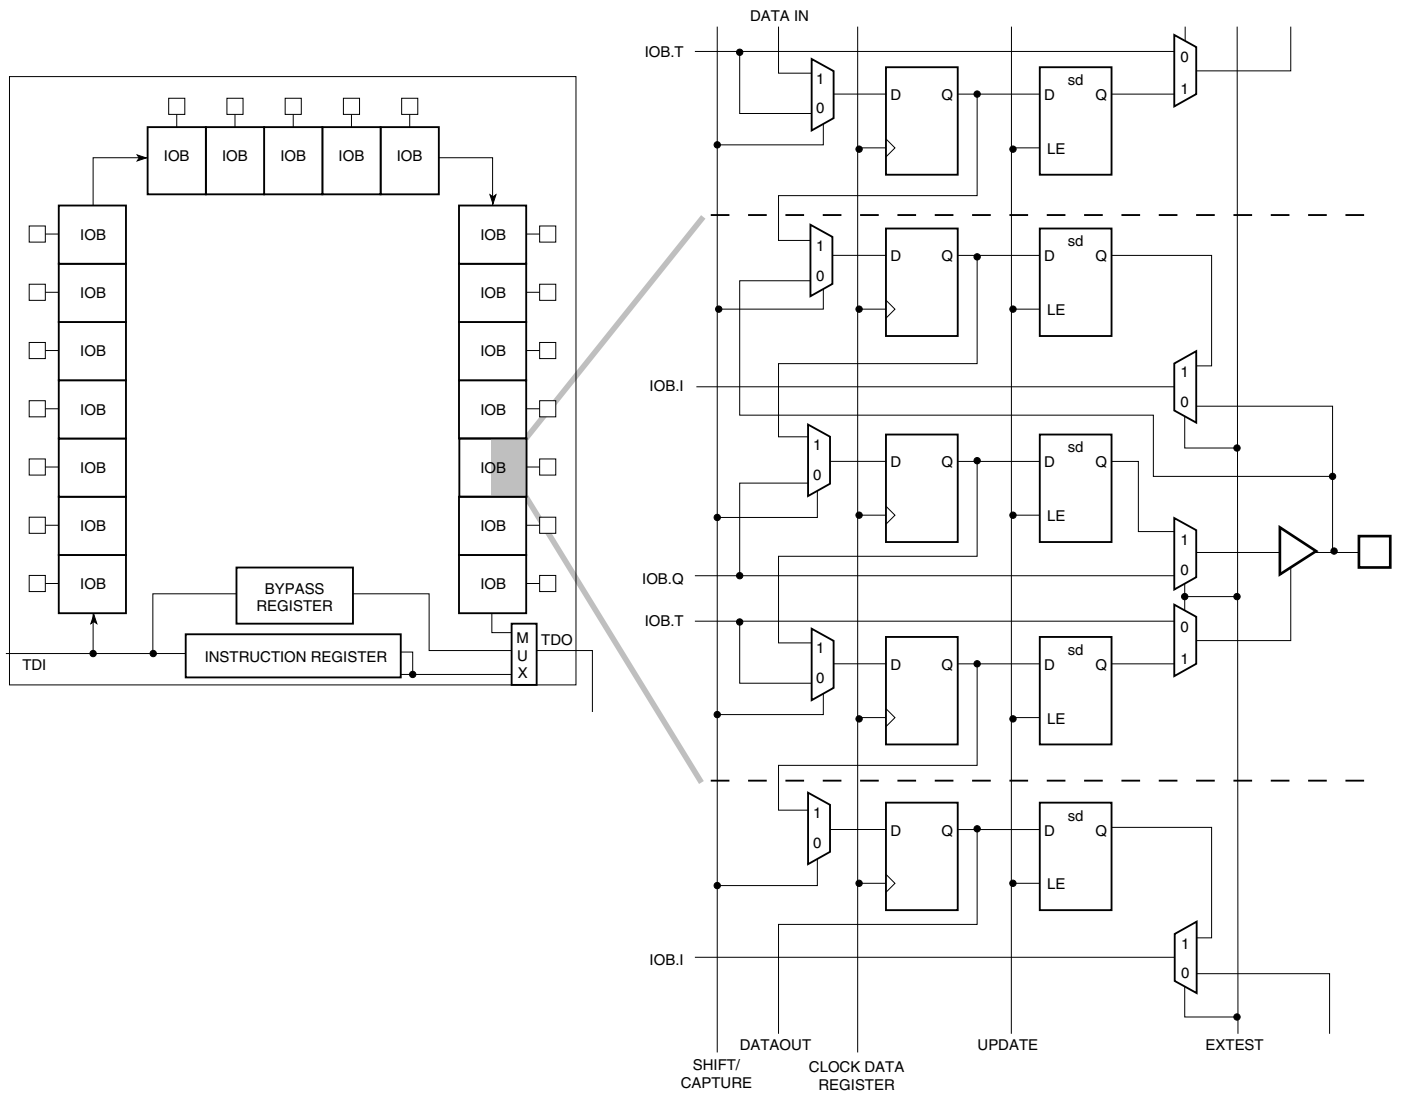 IOB IOB IOB IOB IOB
IOB IOB
IOB IOB
IOB IOB
IOB IOB
IOB IOB
IOB IOB
IOB IOB
BYPASS
REGISTER
INSTRUCTION REGISTER
M
U
X
TDI
TDO
DATA IN
IOB.T
1
0
D Q
sd
D Q
LE
0
1
1
0
D Q
sd
D Q
LE
IOB.I
1
0
1
0
D Q
sd
D Q
LE
1
0
IOB.Q
IOB.T
0
1
1
0
D Q
sd
D Q
LE
1
0
D Q
sd
D Q
LE
IOB.I
1
0
DATAOUT
UPDATE
EXTEST
SHIFT/
CAPTURE
CLOCK DATA
REGISTER